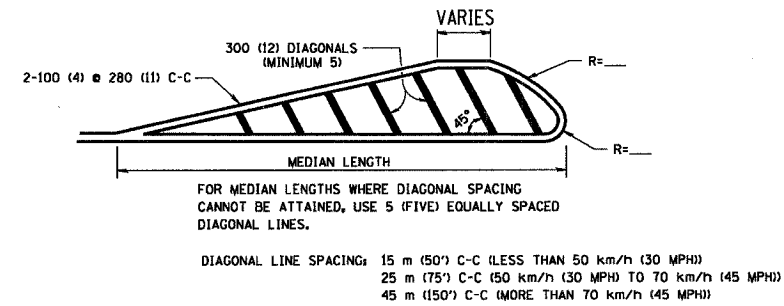 VARIES
300 (12) DIAGONALS
(MINIMUM 5)
R=___
2-100 (4) @ 280 (11) C-C
45°
R=___
MEDIAN LENGTH
FOR MEDIAN LENGTHS WHERE DIAGONAL SPACING
CANNOT BE ATTAINED, USE 5 (FIVE) EQUALLY SPACED
DIAGONAL LINES.
DIAGONAL LINE SPACING: 15 m (50') C-C (LESS THAN 50 km/h (30 MPH))
25 m (75') C-C (50 km/h (30 MPH) TO 70 km/h (45 MPH))
45 m (150') C-C (MORE THAN 70 km/h (45 MPH))